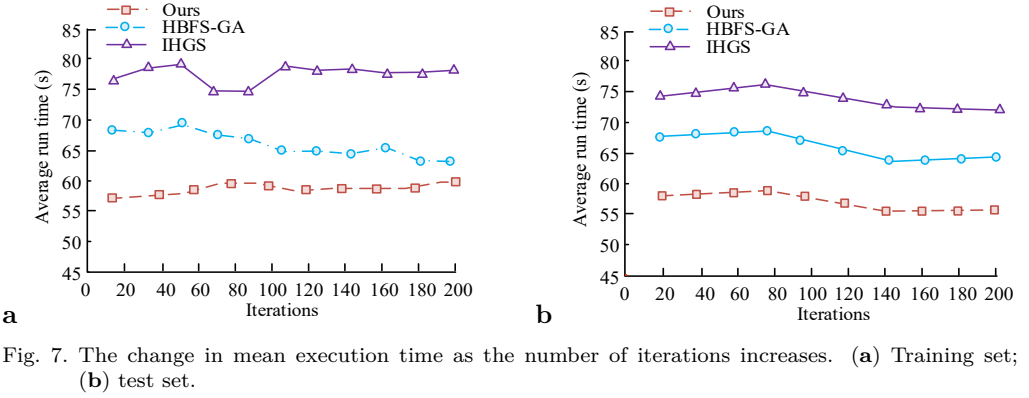 Ours
HBFS-GA
IHGS
Average run time (s)
85
80
75
70
65
60
55
50
45
0 20 40 60 80 100 120 140 160 180 200
Iterations
a
Ours
HBFS-GA
IHGS
Average run time (s)
85
80
75
70
65
60
55
50
45
0 20 40 60 80 100 120 140 160 180 200
Iterations
b
Fig. 7. The change in mean execution time as the number of iterations increases. (a) Training set;
(b) test set.